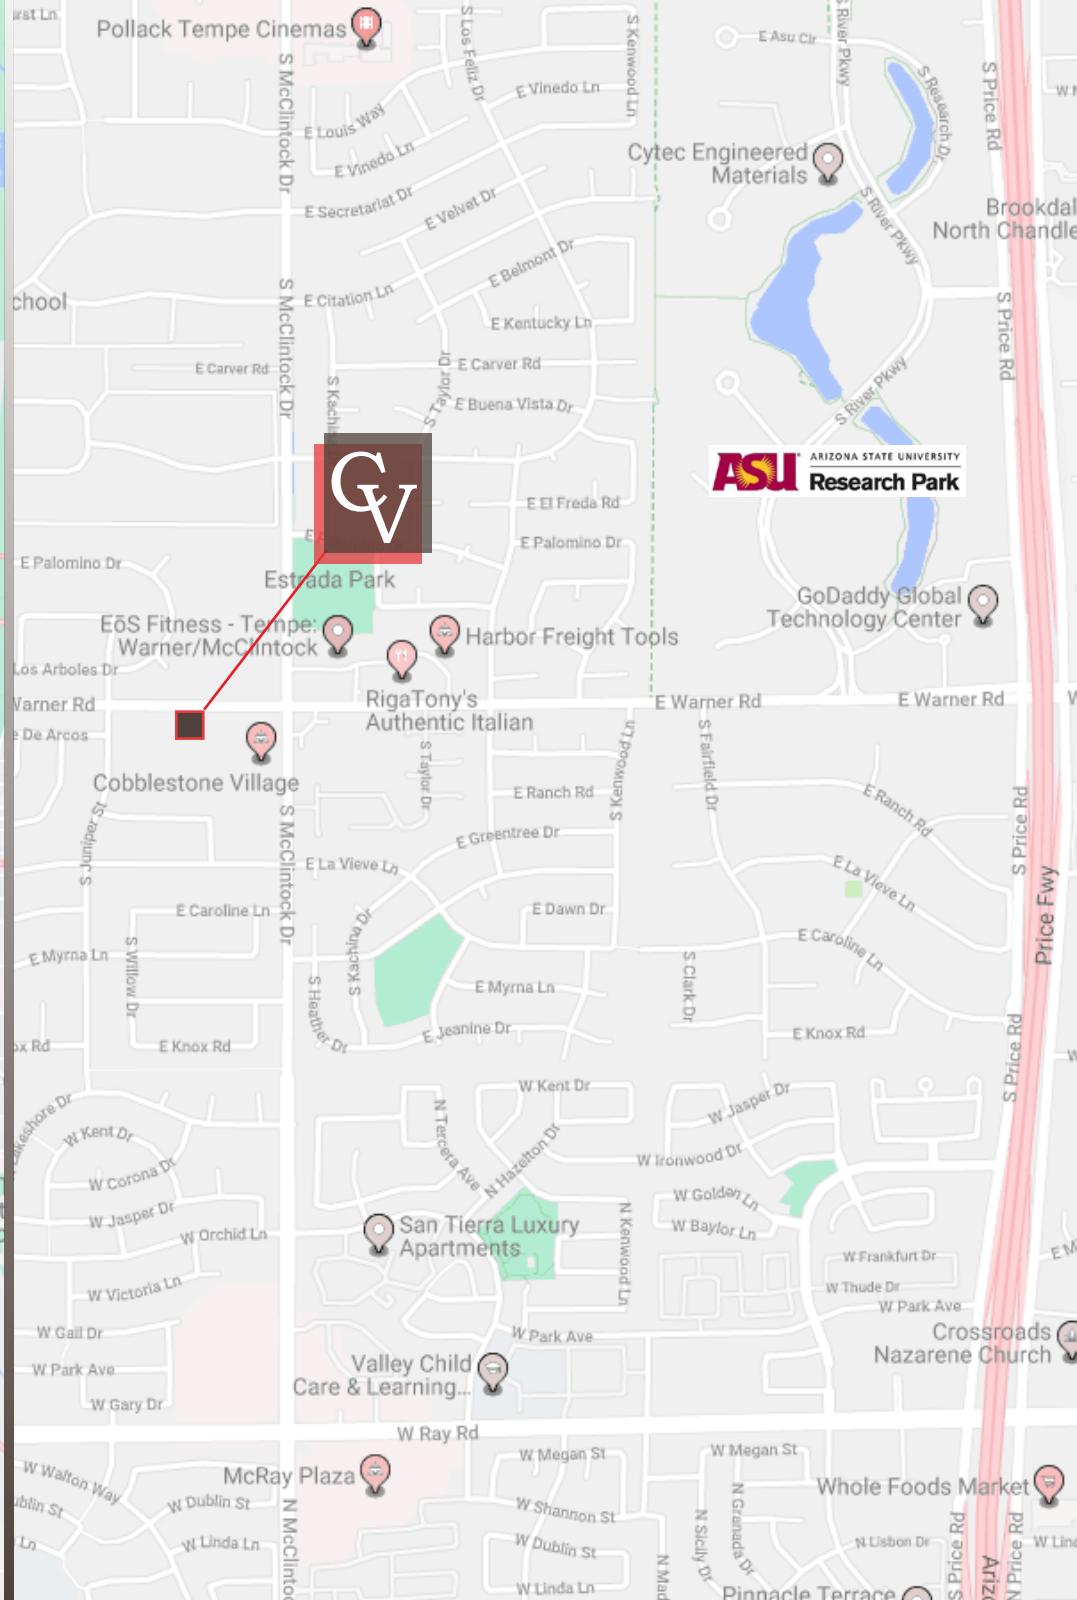 Pollack Tempe Cinemas
S McClintock Dr
S Los Feliz Dr
S Kenwood Ln
E Vinedo Ln
E Louis Way
E Vinedo Ln
E Secretariat Dr
E Velvet Dr
E Belmont Dr
E Citation Ln
E Kentucky Ln
E Carver Rd
E Carver Rd
S Taylor Dr
E Buena Vista Dr
S McClintock Dr
E Asu Cir
S River Pkwy
S Research Dr
S Price Rd
Cytec Engineered
Materials
S River Pkwy
North Chandle
chool
S Price Rd
S River Pkwy
CV
ASU
ARIZONA STATE UNIVERSITY
Research Park
E El Freda Rd
E Palomino Dr
E Palomino Dr
Estrada Park
EōS Fitness - Tempe:
Warner/McClintock
Harbor Freight Tools
GoDaddy Global
Technology Center
Los Arboles Dr
Warner Rd
RigaTony's
Authentic Italian
E Warner Rd
E Warner Rd
e De Arcos
Cobblestone Village
S Taylor Dr
S Kenwood Ln
S Fairfield Dr
E Ranch Rd
E Ranch Rd
S Price Rd
S Juniper St
S McClintock Dr
E Greentree Dr
E La Vieve Ln
E La Vieve Ln
Price Fwy
E Caroline Ln
E Dawn Dr
E Caroline Ln
E Myrna Ln
S Willow Dr
S Kachina Dr
S Heather Dr
E Myrna Ln
S Clark Dr
E Jeanine Dr
E Knox Rd
ox Rd
E Knox Rd
S Price Rd
Lakeshore Dr
W Kent Dr
W Kent Dr
N Tercera Ave
N Hazelton Dr
W Jasper Dr
W Ironwood Dr
W Corona Dr
W Jasper Dr
W Golden Ln
W Baylor Ln
W Orchid Ln
San Tierra Luxury
Apartments
N Kenwood Ln
W Frankfurt Dr
W Thude Dr
W Victoria Ln
W Park Ave
W Gail Dr
W Park Ave
Crossroads
Nazarene Church
W Park Ave
Valley Child
Care & Learning...
W Gary Dr
W Ray Rd
W Megan St
W Megan St
McRay Plaza
Whole Foods Market
W Walton Way
ublin St
W Dublin St
W Shannon St
N Sicily Dr
N Granada Dr
W Linda Ln
W Dublin St
N Lisbon Dr
S Price Rd
N Price Rd
N McClinto
W Linda Ln
N Mad
Pinnacle Terrace
Arizo